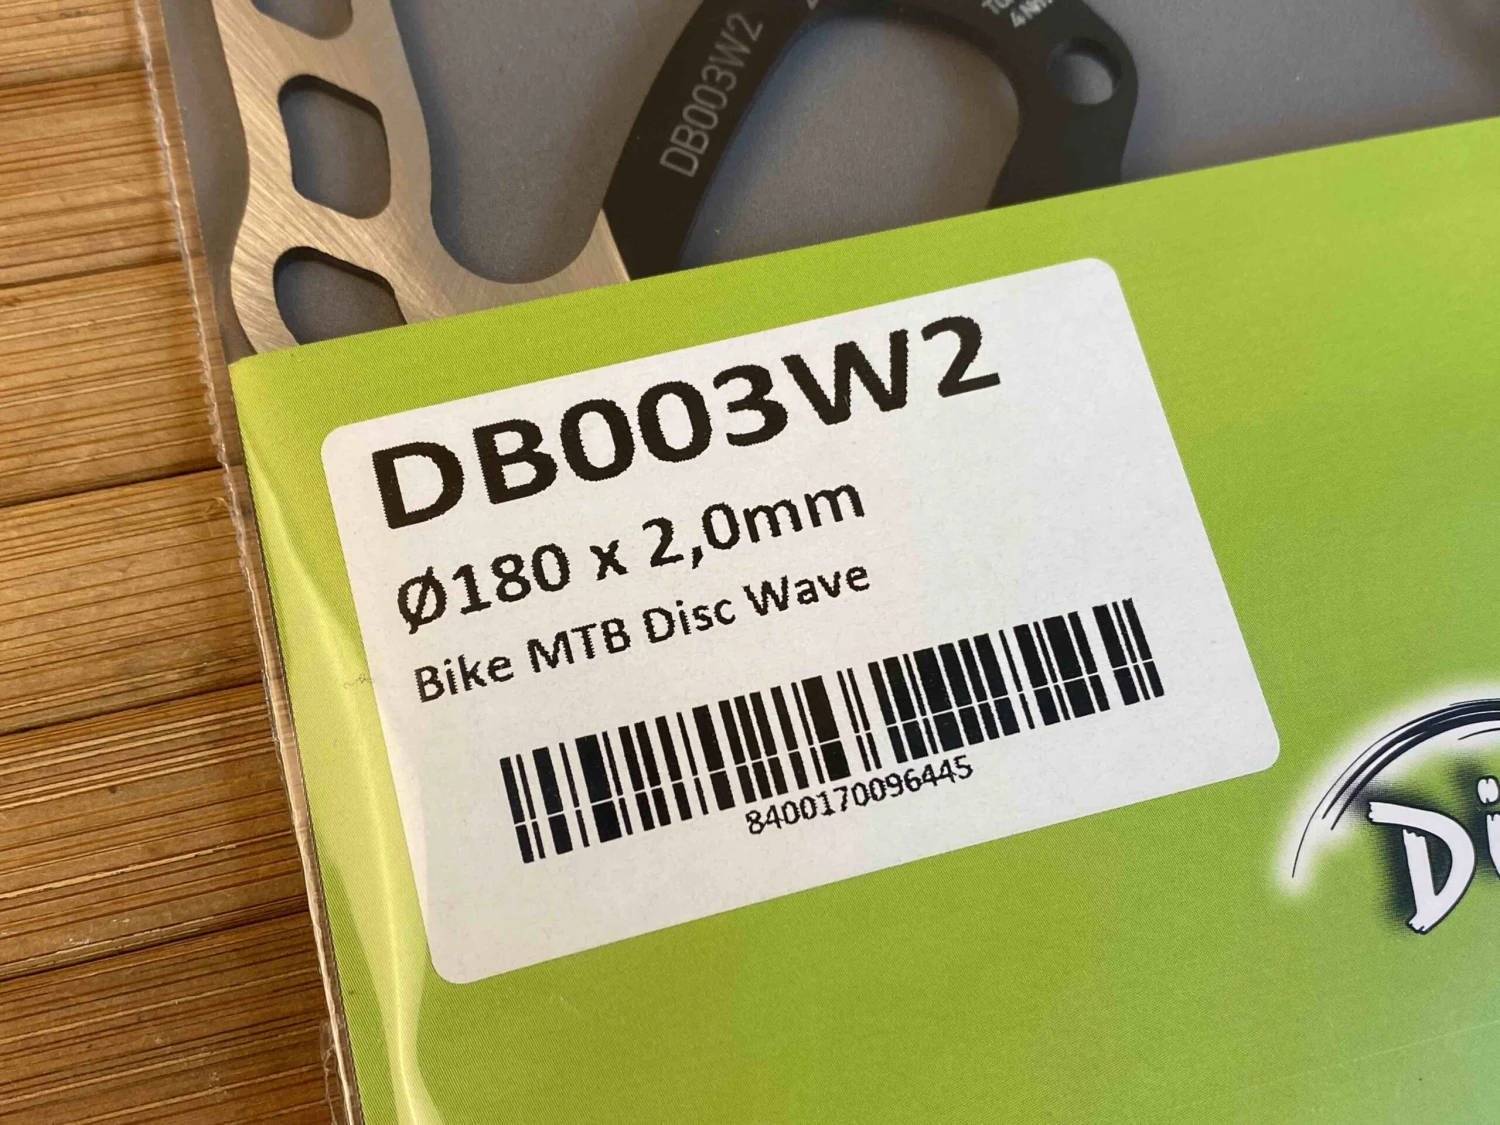 DB003W2
DB003W2
Ø180 x 2,0mm
Bike MTB Disc Wave
8400170096445